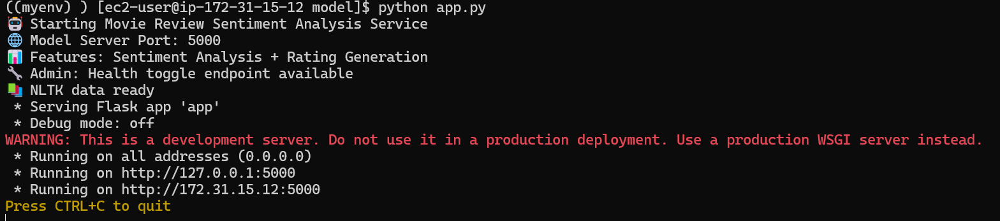 ((myenv) ) [ec2-user@ip-172-31-15-12 model]$ python app.py
🤖 Starting Movie Review Sentiment Analysis Service
🌐 Model Server Port: 5000
📊 Features: Sentiment Analysis + Rating Generation
🔧 Admin: Health toggle endpoint available
📚 NLTK data ready
 * Serving Flask app 'app'
 * Debug mode: off
WARNING: This is a development server. Do not use it in a production deployment. Use a production WSGI server instead.
 * Running on all addresses (0.0.0.0)
 * Running on http://127.0.0.1:5000
 * Running on http://172.31.15.12:5000
Press CTRL+C to quit